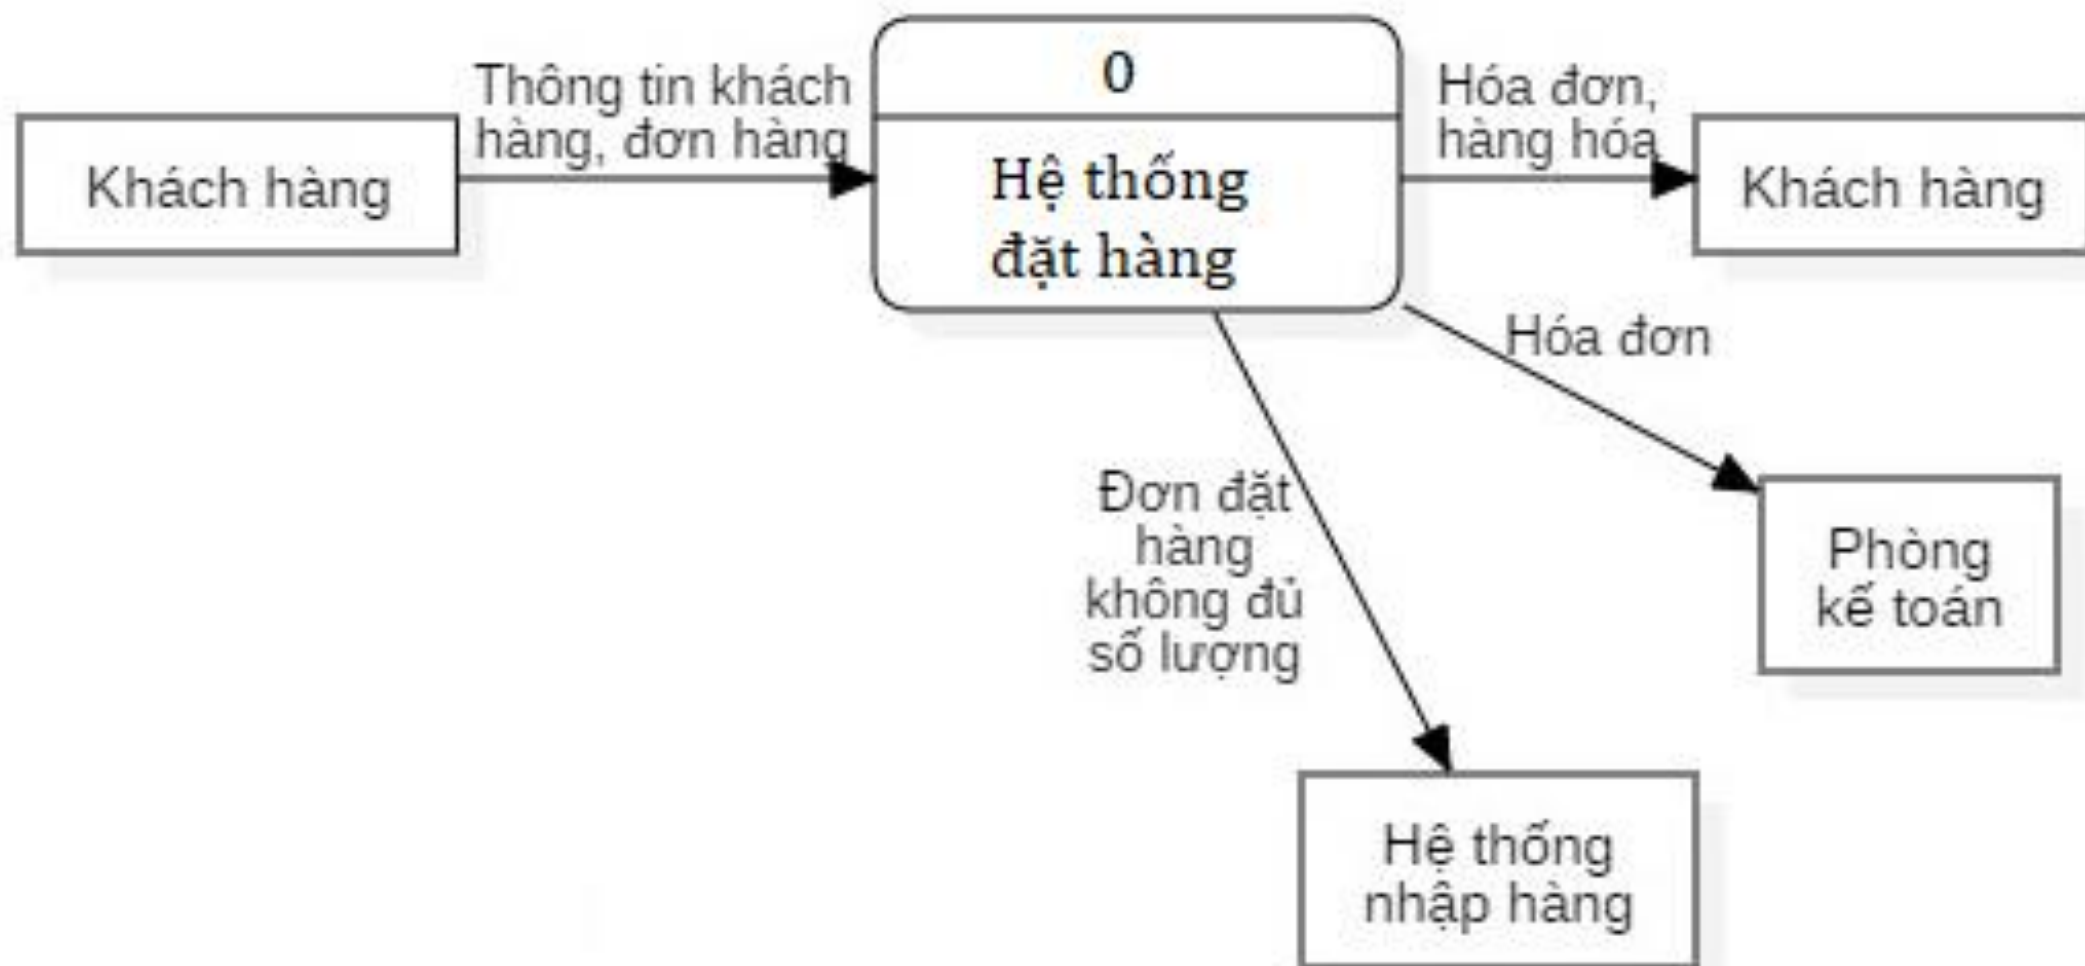 Thông tin khách
hàng, đơn hàng
0
Hóa đơn,
hàng hóa
Khách hàng
Hệ thống
đặt hàng
Khách hàng
Hóa đơn
Đơn đặt
hàng
không đủ
số lượng
Phòng
kế toán
Hệ thống
nhập hàng